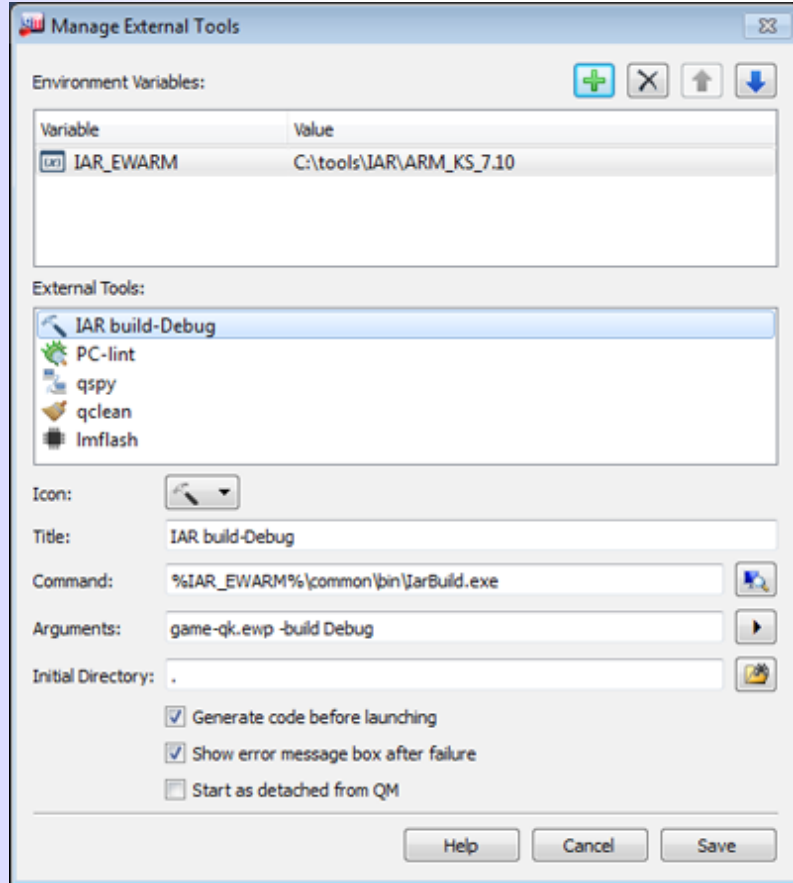 Manage External Tools
Environment Variables:
Variable Value
IAR_EWARM C:\tools\IAR\ARM_KS_7.10
External Tools:
IAR build-Debug
PC-lint
qspy
qclean
lmflash
Icon:
Title: IAR build-Debug
Command: %IAR_EWARM%\common\bin\IarBuild.exe
Arguments: game-qk.ewp -build Debug
Initial Directory: .
Generate code before launching
Show error message box after failure
Start as detached from QM
Help Cancel Save